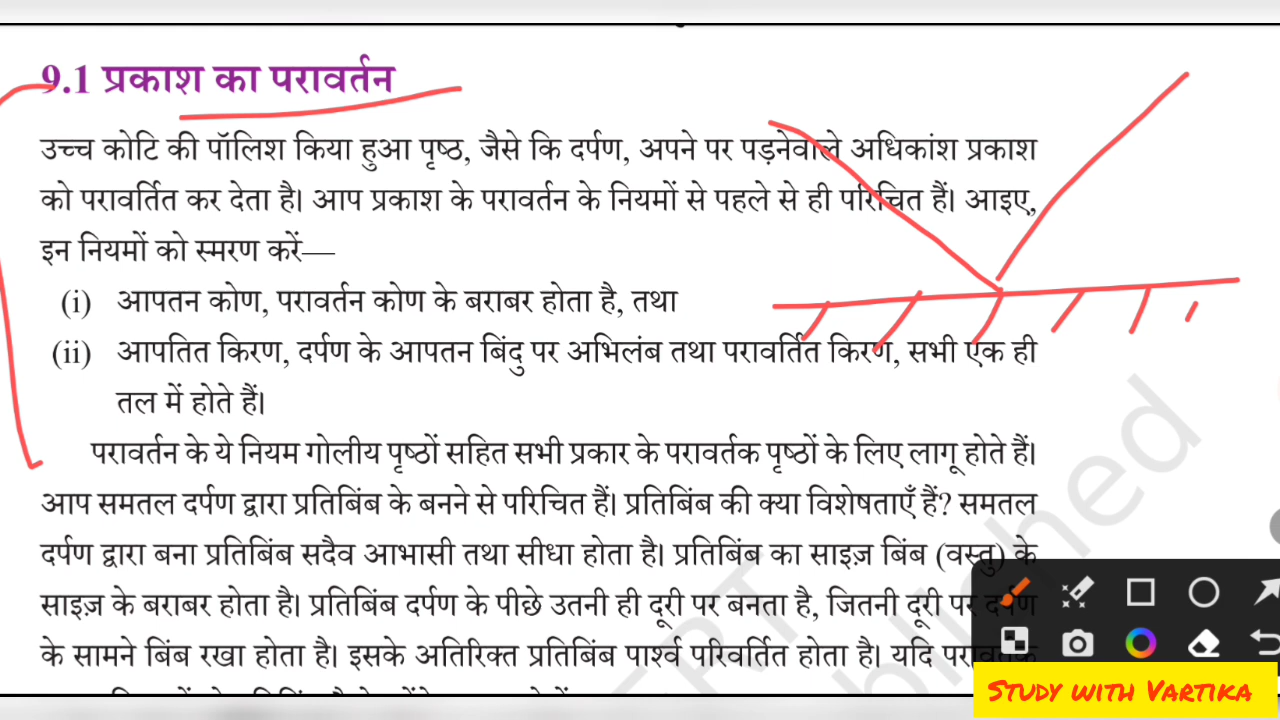 9.1 प्रकाश का परावर्तन
उच्च कोटि की पॉलिश किया हुआ पृष्ठ, जैसे कि दर्पण, अपने पर पड़नेवाले अधिकांश प्रकाश
को परावर्तित कर देता है। आप प्रकाश के परावर्तन के नियमों से पहले से ही परिचित हैं। आइए,
इन नियमों को स्मरण करें—
(i) आपतन कोण, परावर्तन कोण के बराबर होता है, तथा
(ii) आपतित किरण, दर्पण के आपतन बिंदु पर अभिलंब तथा परावर्तित किरण, सभी एक ही
तल में होते हैं।
परावर्तन के ये नियम गोलीय पृष्ठों सहित सभी प्रकार के परावर्तक पृष्ठों के लिए लागू होते हैं।
आप समतल दर्पण द्वारा प्रतिबिंब के बनने से परिचित हैं। प्रतिबिंब की क्या विशेषताएँ हैं? समतल
दर्पण द्वारा बना प्रतिबिंब सदैव आभासी तथा सीधा होता है। प्रतिबिंब का साइज़ बिंब (वस्तु) के
साइज़ के बराबर होता है। प्रतिबिंब दर्पण के पीछे उतनी ही दूरी पर बनता है, जितनी दूरी पर दर्पण
के सामने बिंब रखा होता है। इसके अतिरिक्त प्रतिबिंब पार्श्व परिवर्तित होता है। यदि परावर्तक
STUDY WITH VARTIKA